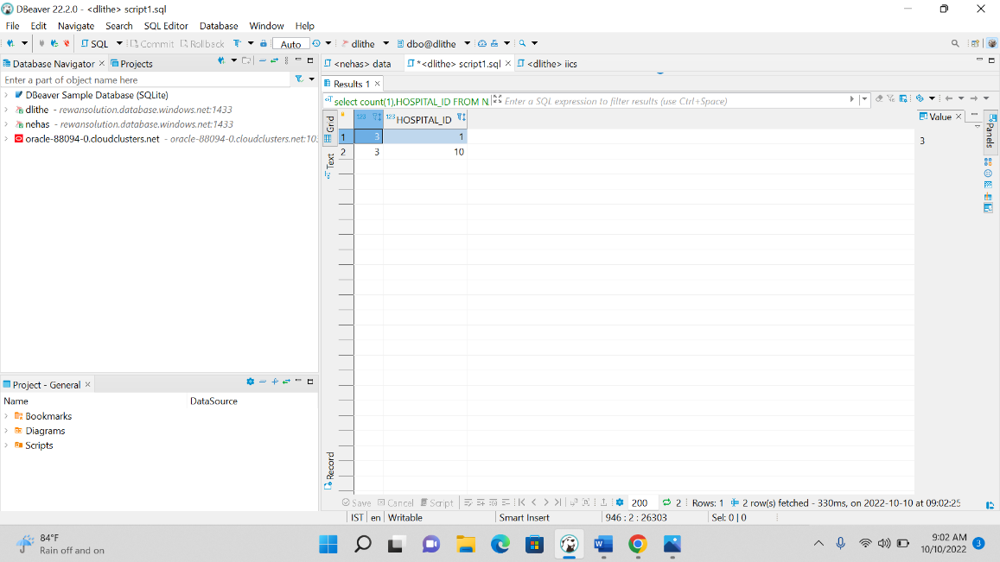 DBeaver 22.2.0 - <dlithe> script1.sql
File Edit Navigate Search SQL Editor Database Window Help
SQL Commit Rollback Auto dlithe dbo@dlithe
Database Navigator Projects
Enter a part of object name here
DBeaver Sample Database (SQLite)
dlithe - rewansolution.database.windows.net:1433
nehas - rewansolution.database.windows.net:1433
oracle-88094-0.cloudclusters.net - oracle-88094-0.cloudclusters.net:10
Project - General
Name DataSource
Bookmarks
Diagrams
Scripts
<nehas> data *<dlithe> script1.sql <dlithe> iics
Results 1
select count(1),HOSPITAL_ID FROM N Enter a SQL expression to filter results (use Ctrl+Space)
Grid
Text
Record
123 123 HOSPITAL_ID
1 3 1
2 3 10
Value
3
Panels
Save Cancel Script 200 2 Rows: 1 2 row(s) fetched - 330ms, on 2022-10-10 at 09:02:25
IST en Writable Smart Insert 946 : 2 : 26303 Sel: 0 | 0
84°F
Rain off and on
9:02 AM
10/10/2022
3